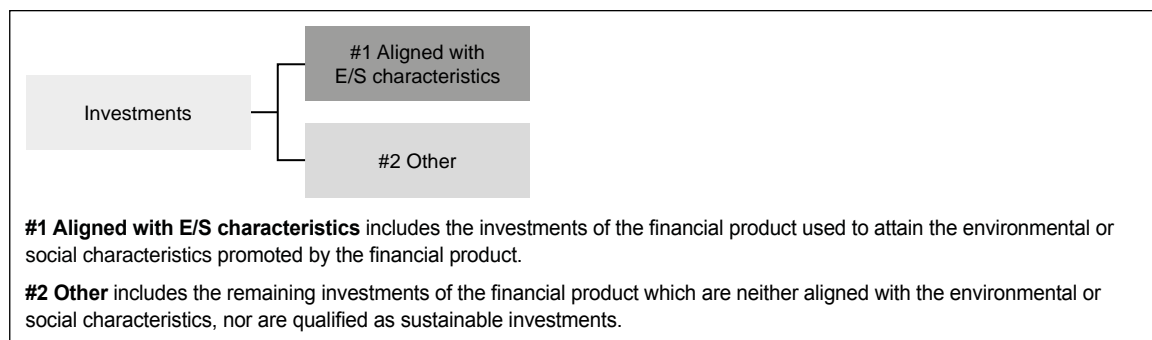 #1 Aligned with
E/S characteristics
Investments
#2 Other
#1 Aligned with E/S characteristics includes the investments of the financial product used to attain the environmental or
social characteristics promoted by the financial product.
#2 Other includes the remaining investments of the financial product which are neither aligned with the environmental or
social characteristics, nor are qualified as sustainable investments.